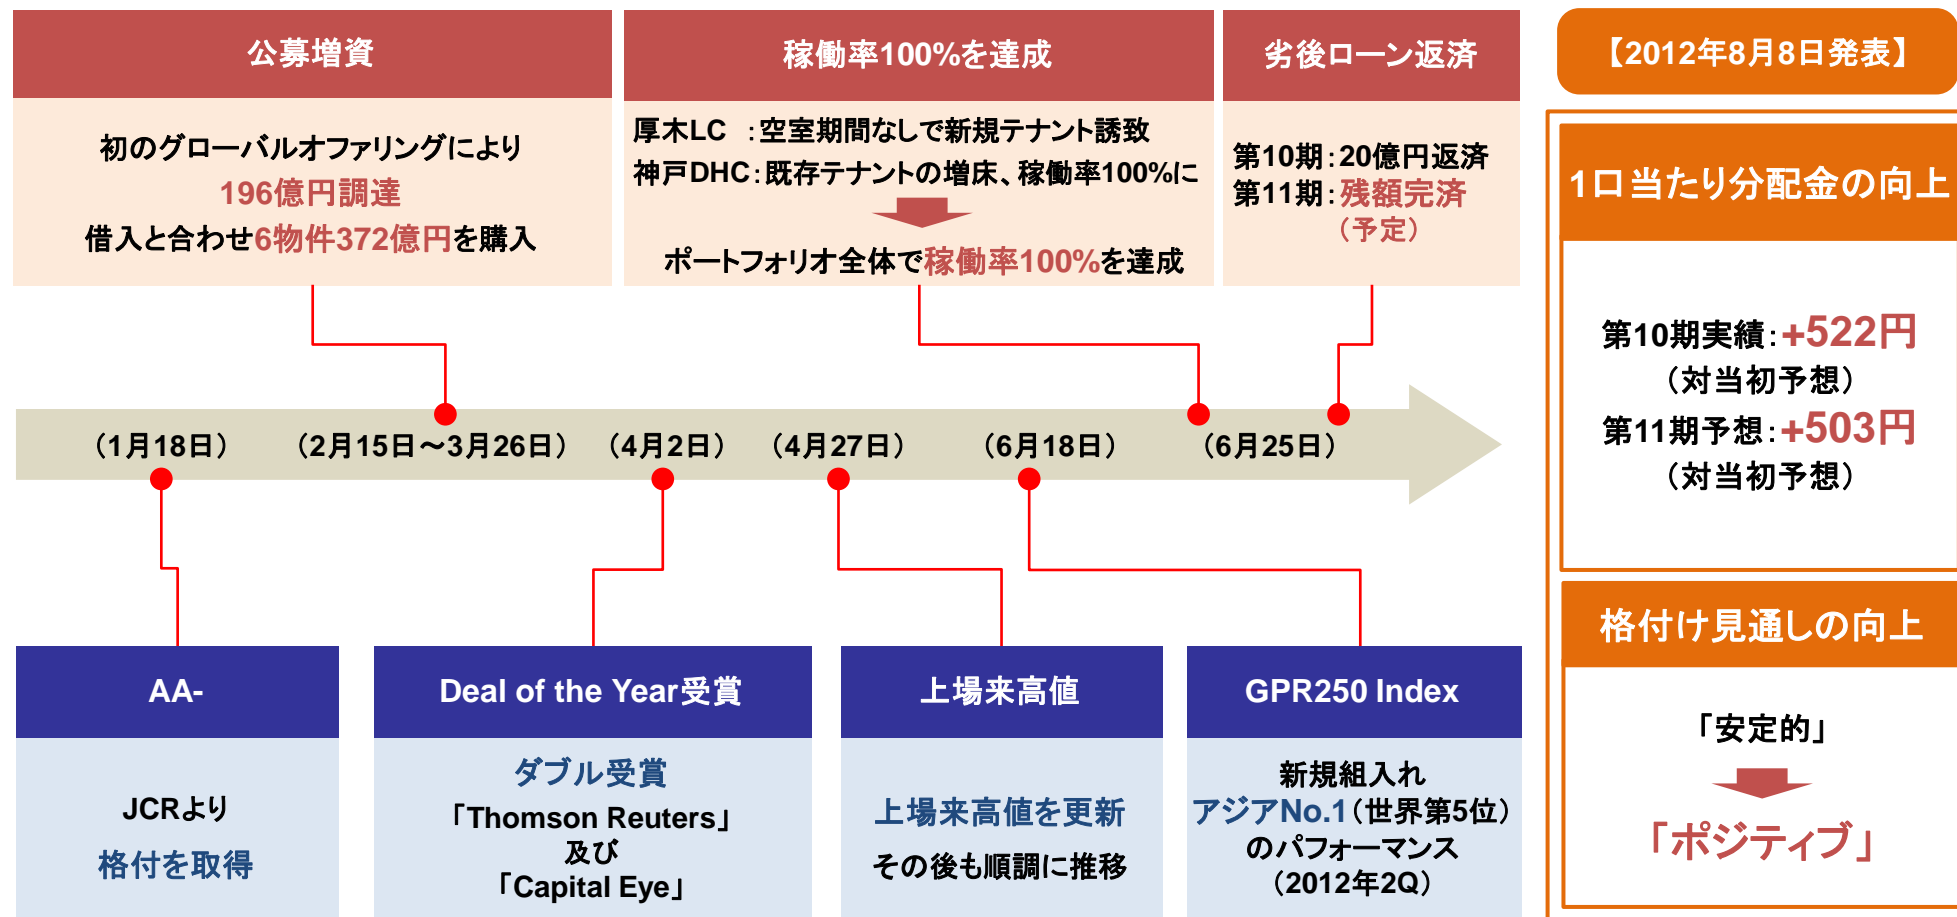 公募増資
初のグローバルオファリングにより
196億円調達
借入と合わせ6物件372億円を購入
稼働率100%を達成
厚木LC ：空室期間なしで新規テナント誘致
神戸DHC：既存テナントの増床、稼働率100%に
ポートフォリオ全体で稼働率100%を達成
劣後ローン返済
第10期：20億円返済
第11期：残額完済
（予定）
（1月18日）
（2月15日～3月26日）
（4月2日）
（4月27日）
（6月18日）
（6月25日）
AA-
JCRより
格付を取得
Deal of the Year受賞
ダブル受賞
「Thomson Reuters」
及び
「Capital Eye」
上場来高値
上場来高値を更新
その後も順調に推移
GPR250 Index
新規組入れ
アジアNo.1（世界第5位）
のパフォーマンス
（2012年2Q）
【2012年8月8日発表】
1口当たり分配金の向上
第10期実績：+522円
（対当初予想）
第11期予想：+503円
（対当初予想）
格付け見通しの向上
「安定的」
「ポジティブ」